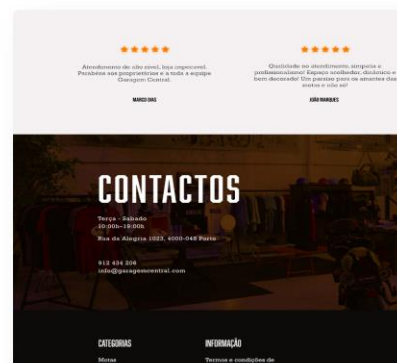 Atendimento de alto nível, loja impecável.
Parabéns aos proprietários e a toda a equipe
Garagem Central.
MARCO DIAS
Qualidade no atendimento, simpatia e
profissionalismo! Espaço acolhedor, dinâmico e
bem decorado! Um paraíso para os amantes das
motos e não só!
JOÃO MARQUES
CONTACTOS
Terça - Sábado
10:00h-19:00h
Rua da Alegria 1023, 4000-048 Porto
912 434 206
info@garagemcentral.com
CATEGORIAS
INFORMAÇÃO
Motas
Termos e condições de